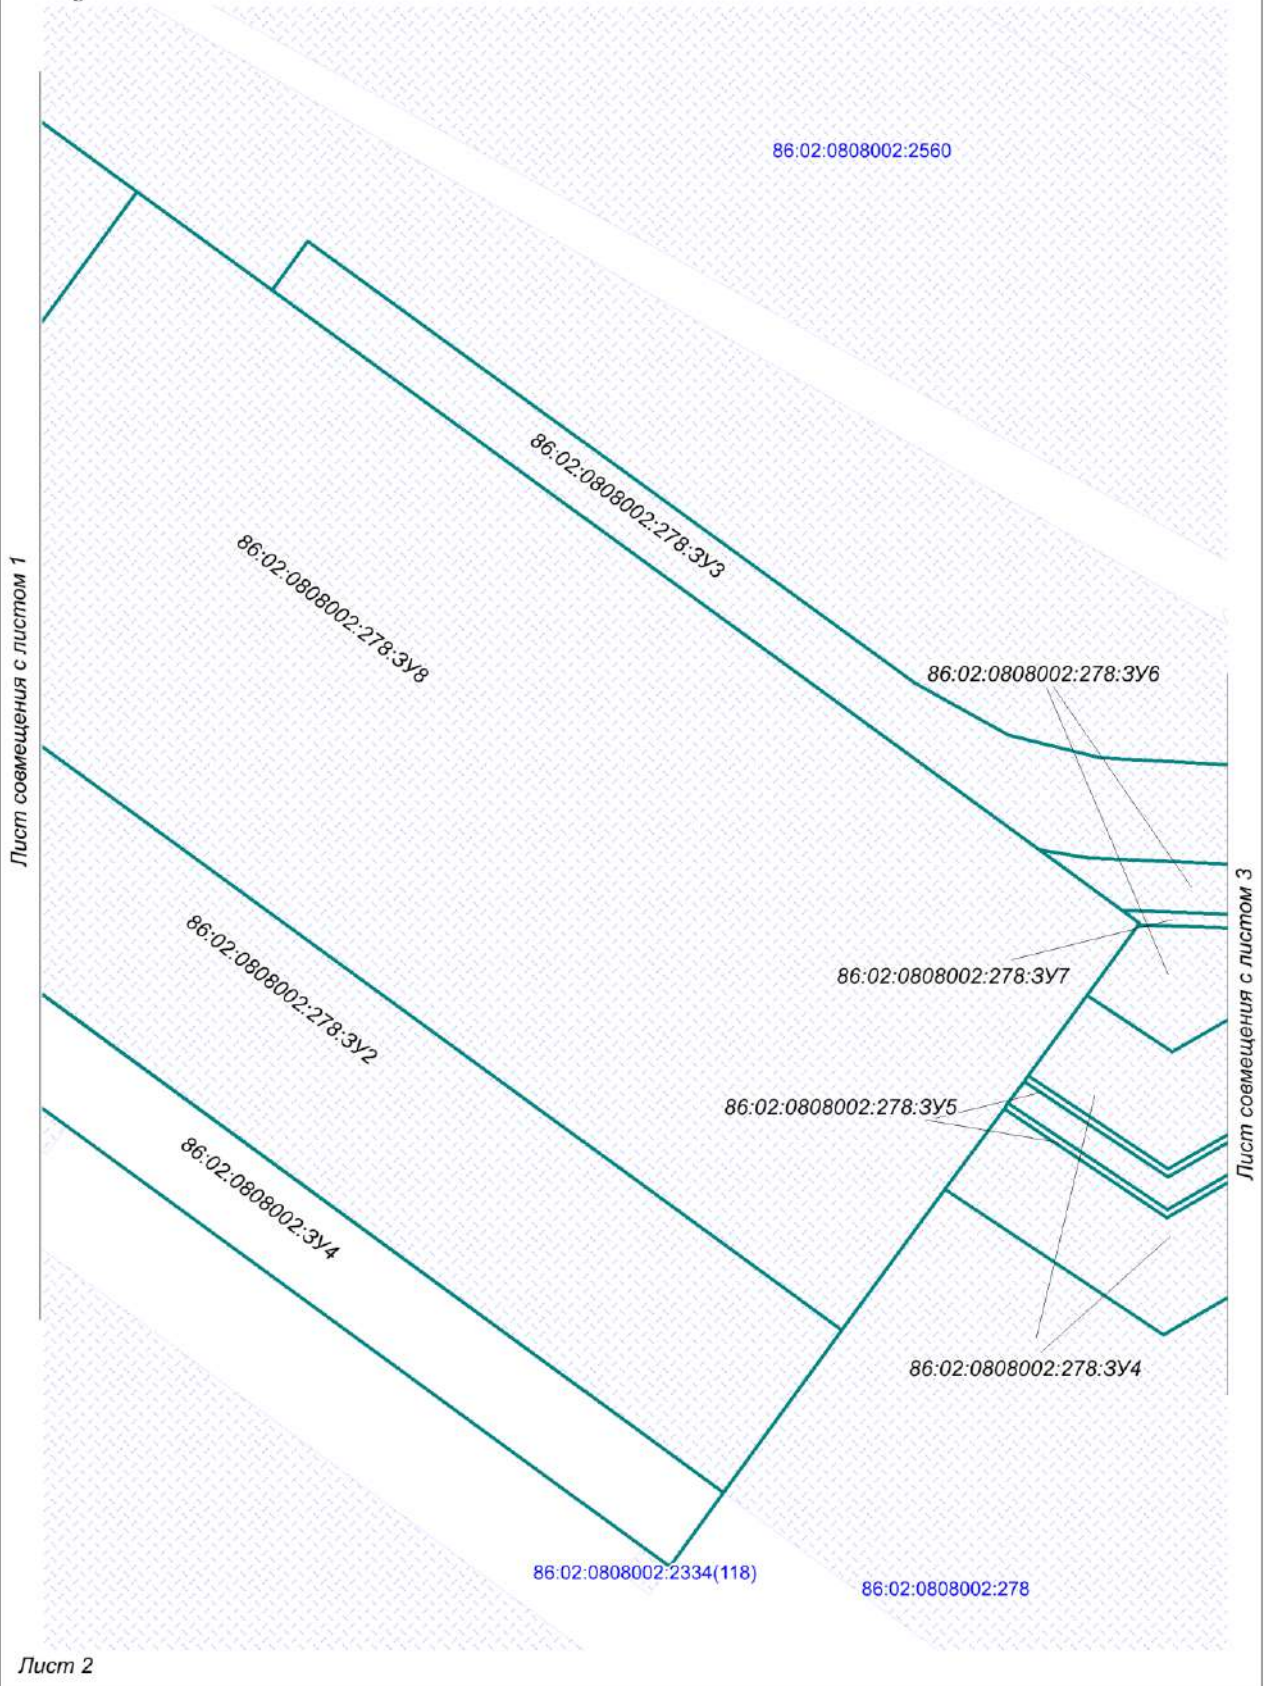 86:02:0808002:2560
86:02:0808002:278:ЗУ3
86:02:0808002:278:ЗУ8
Лист совмещения с листом 1
86:02:0808002:278:ЗУ6
86:02:0808002:278:ЗУ2
86:02:0808002:278:ЗУ7
Лист совмещения с листом 3
86:02:0808002:278:ЗУ5
86:02:0808002:ЗУ4
86:02:0808002:278:ЗУ4
86:02:0808002:2334(118)
86:02:0808002:278
Лист 2